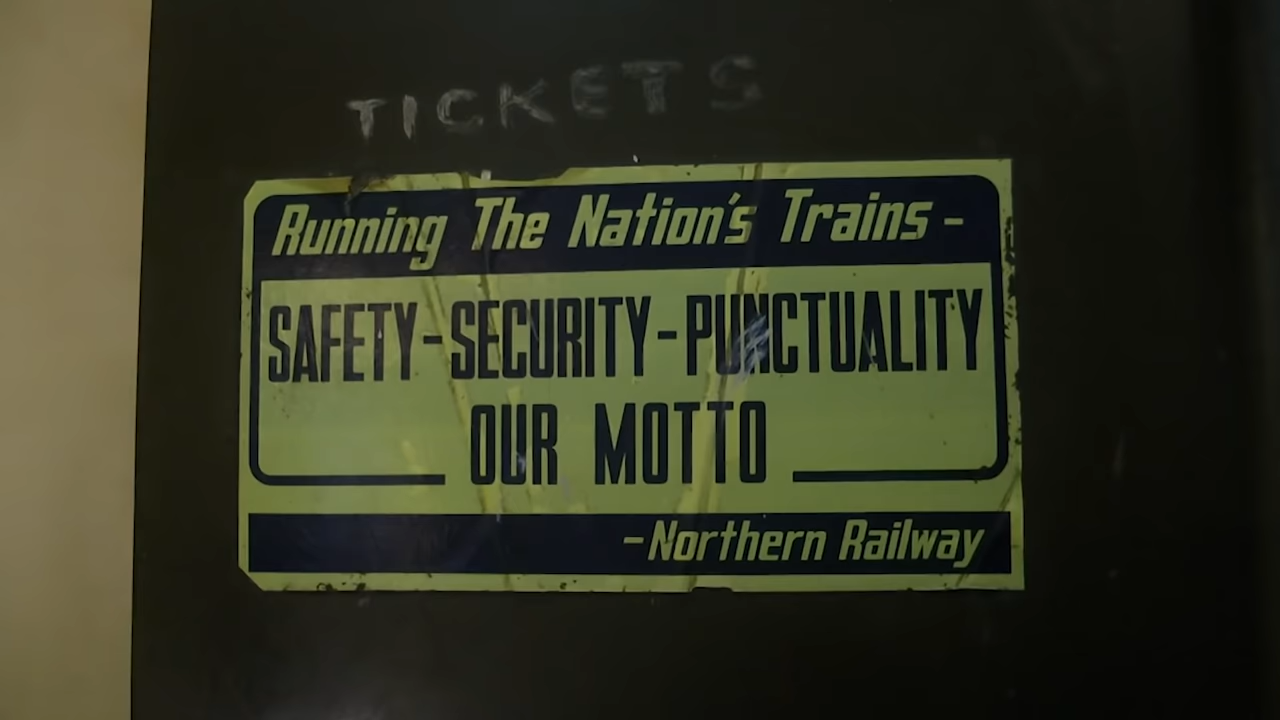 TICKETS
Running The Nation's Trains -
SAFETY-SECURITY-PUNCTUALITY
OUR MOTTO
-Northern Railway